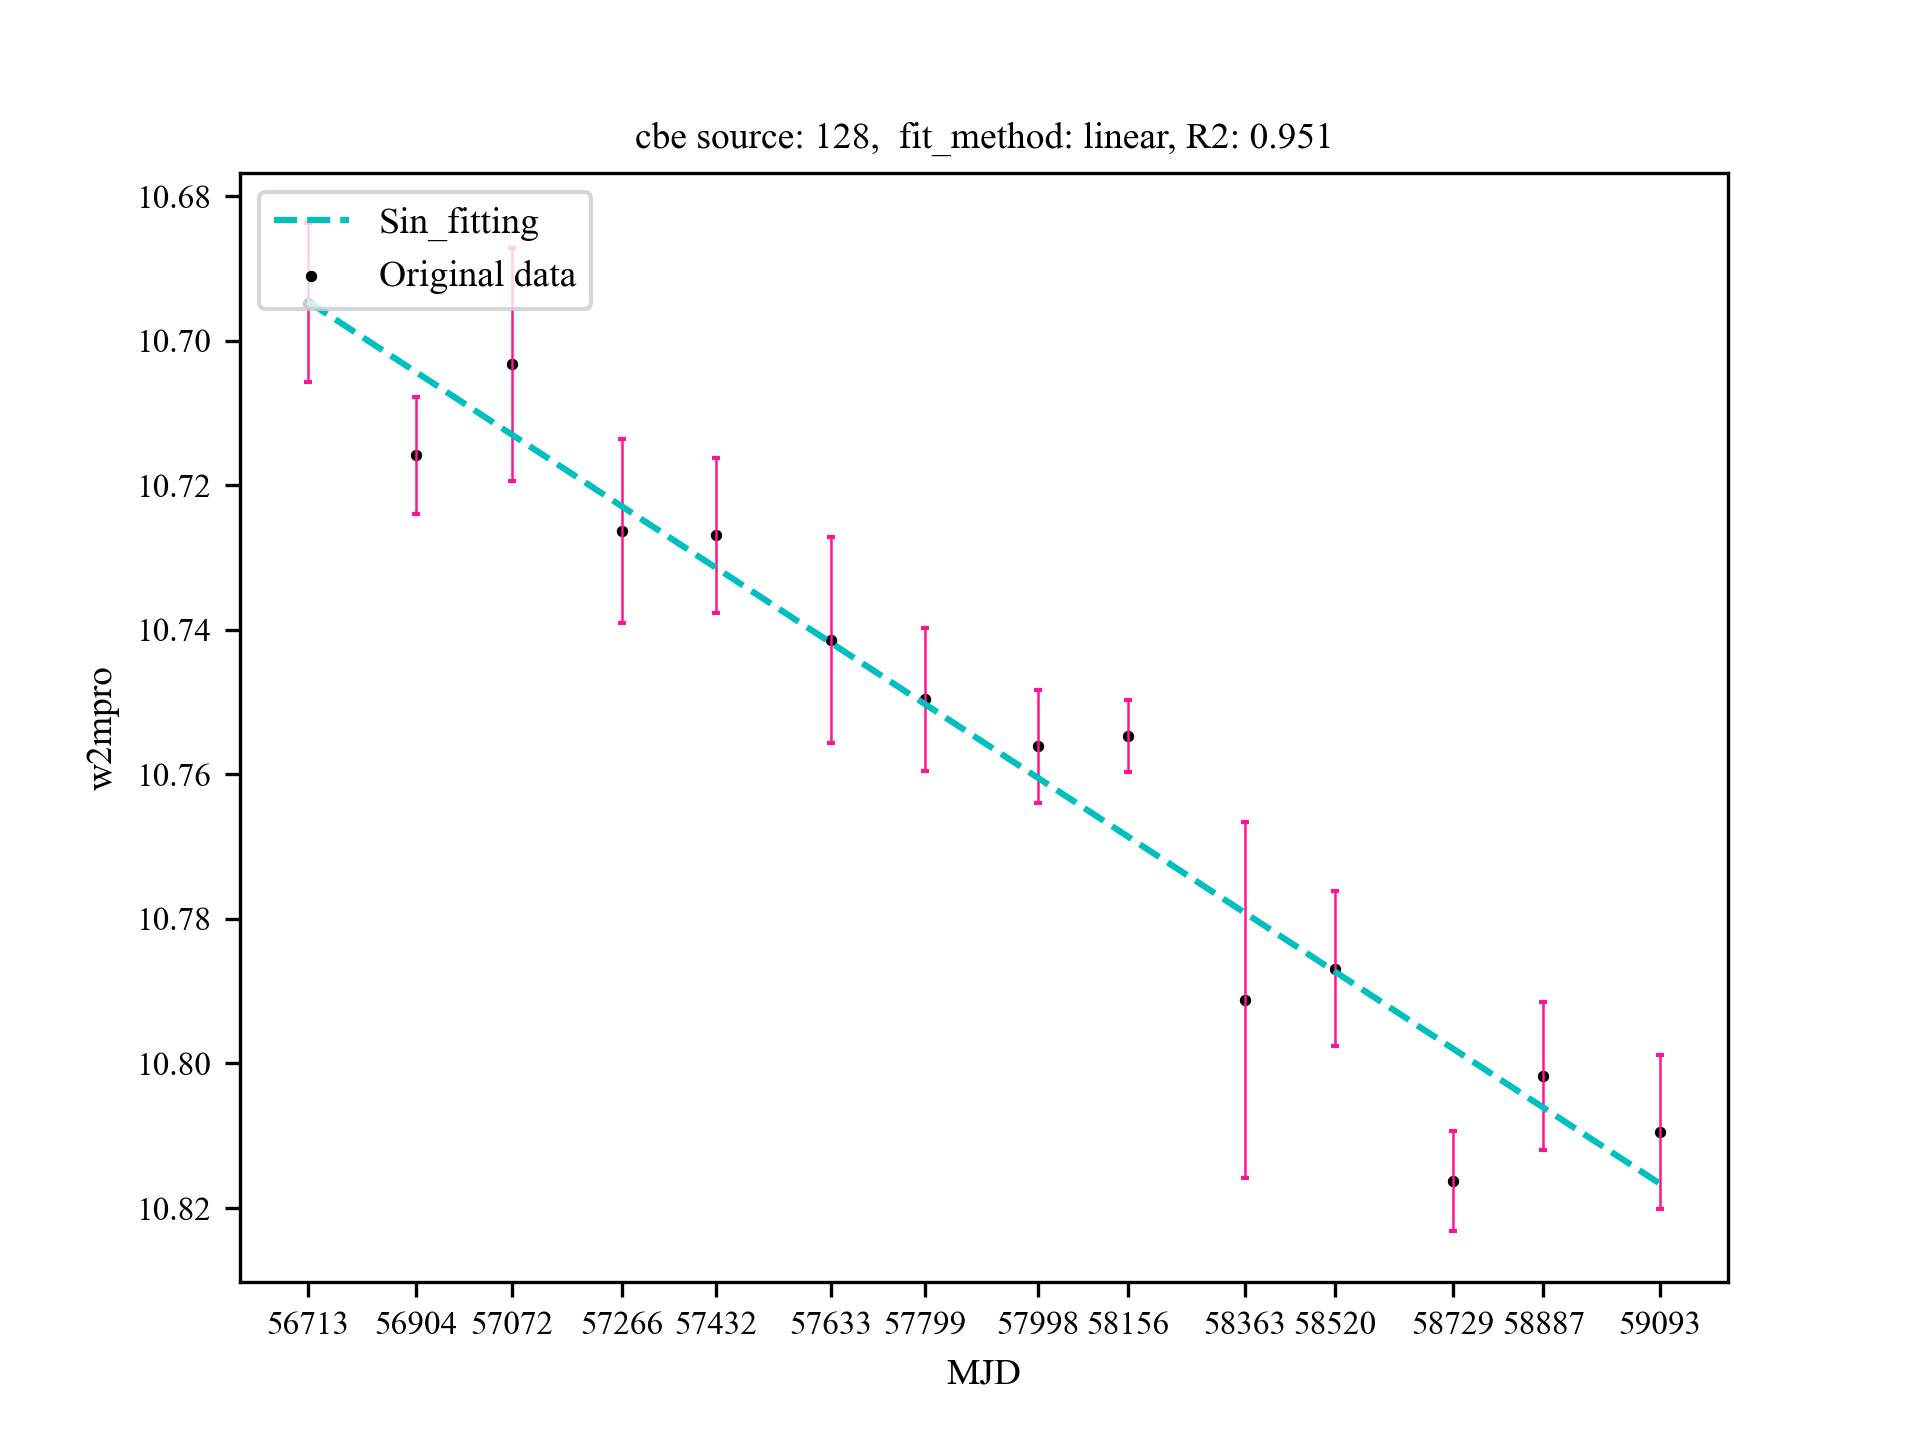 cbe source: 128,  fit_method: linear, R2: 0.951
Sin_fitting
Original data
10.68
10.70
10.72
10.74
10.76
10.78
10.80
10.82
w2mpro
56713 56904 57072 57266 57432 57633 57799 57998 58156 58363 58520 58729 58887 59093
MJD